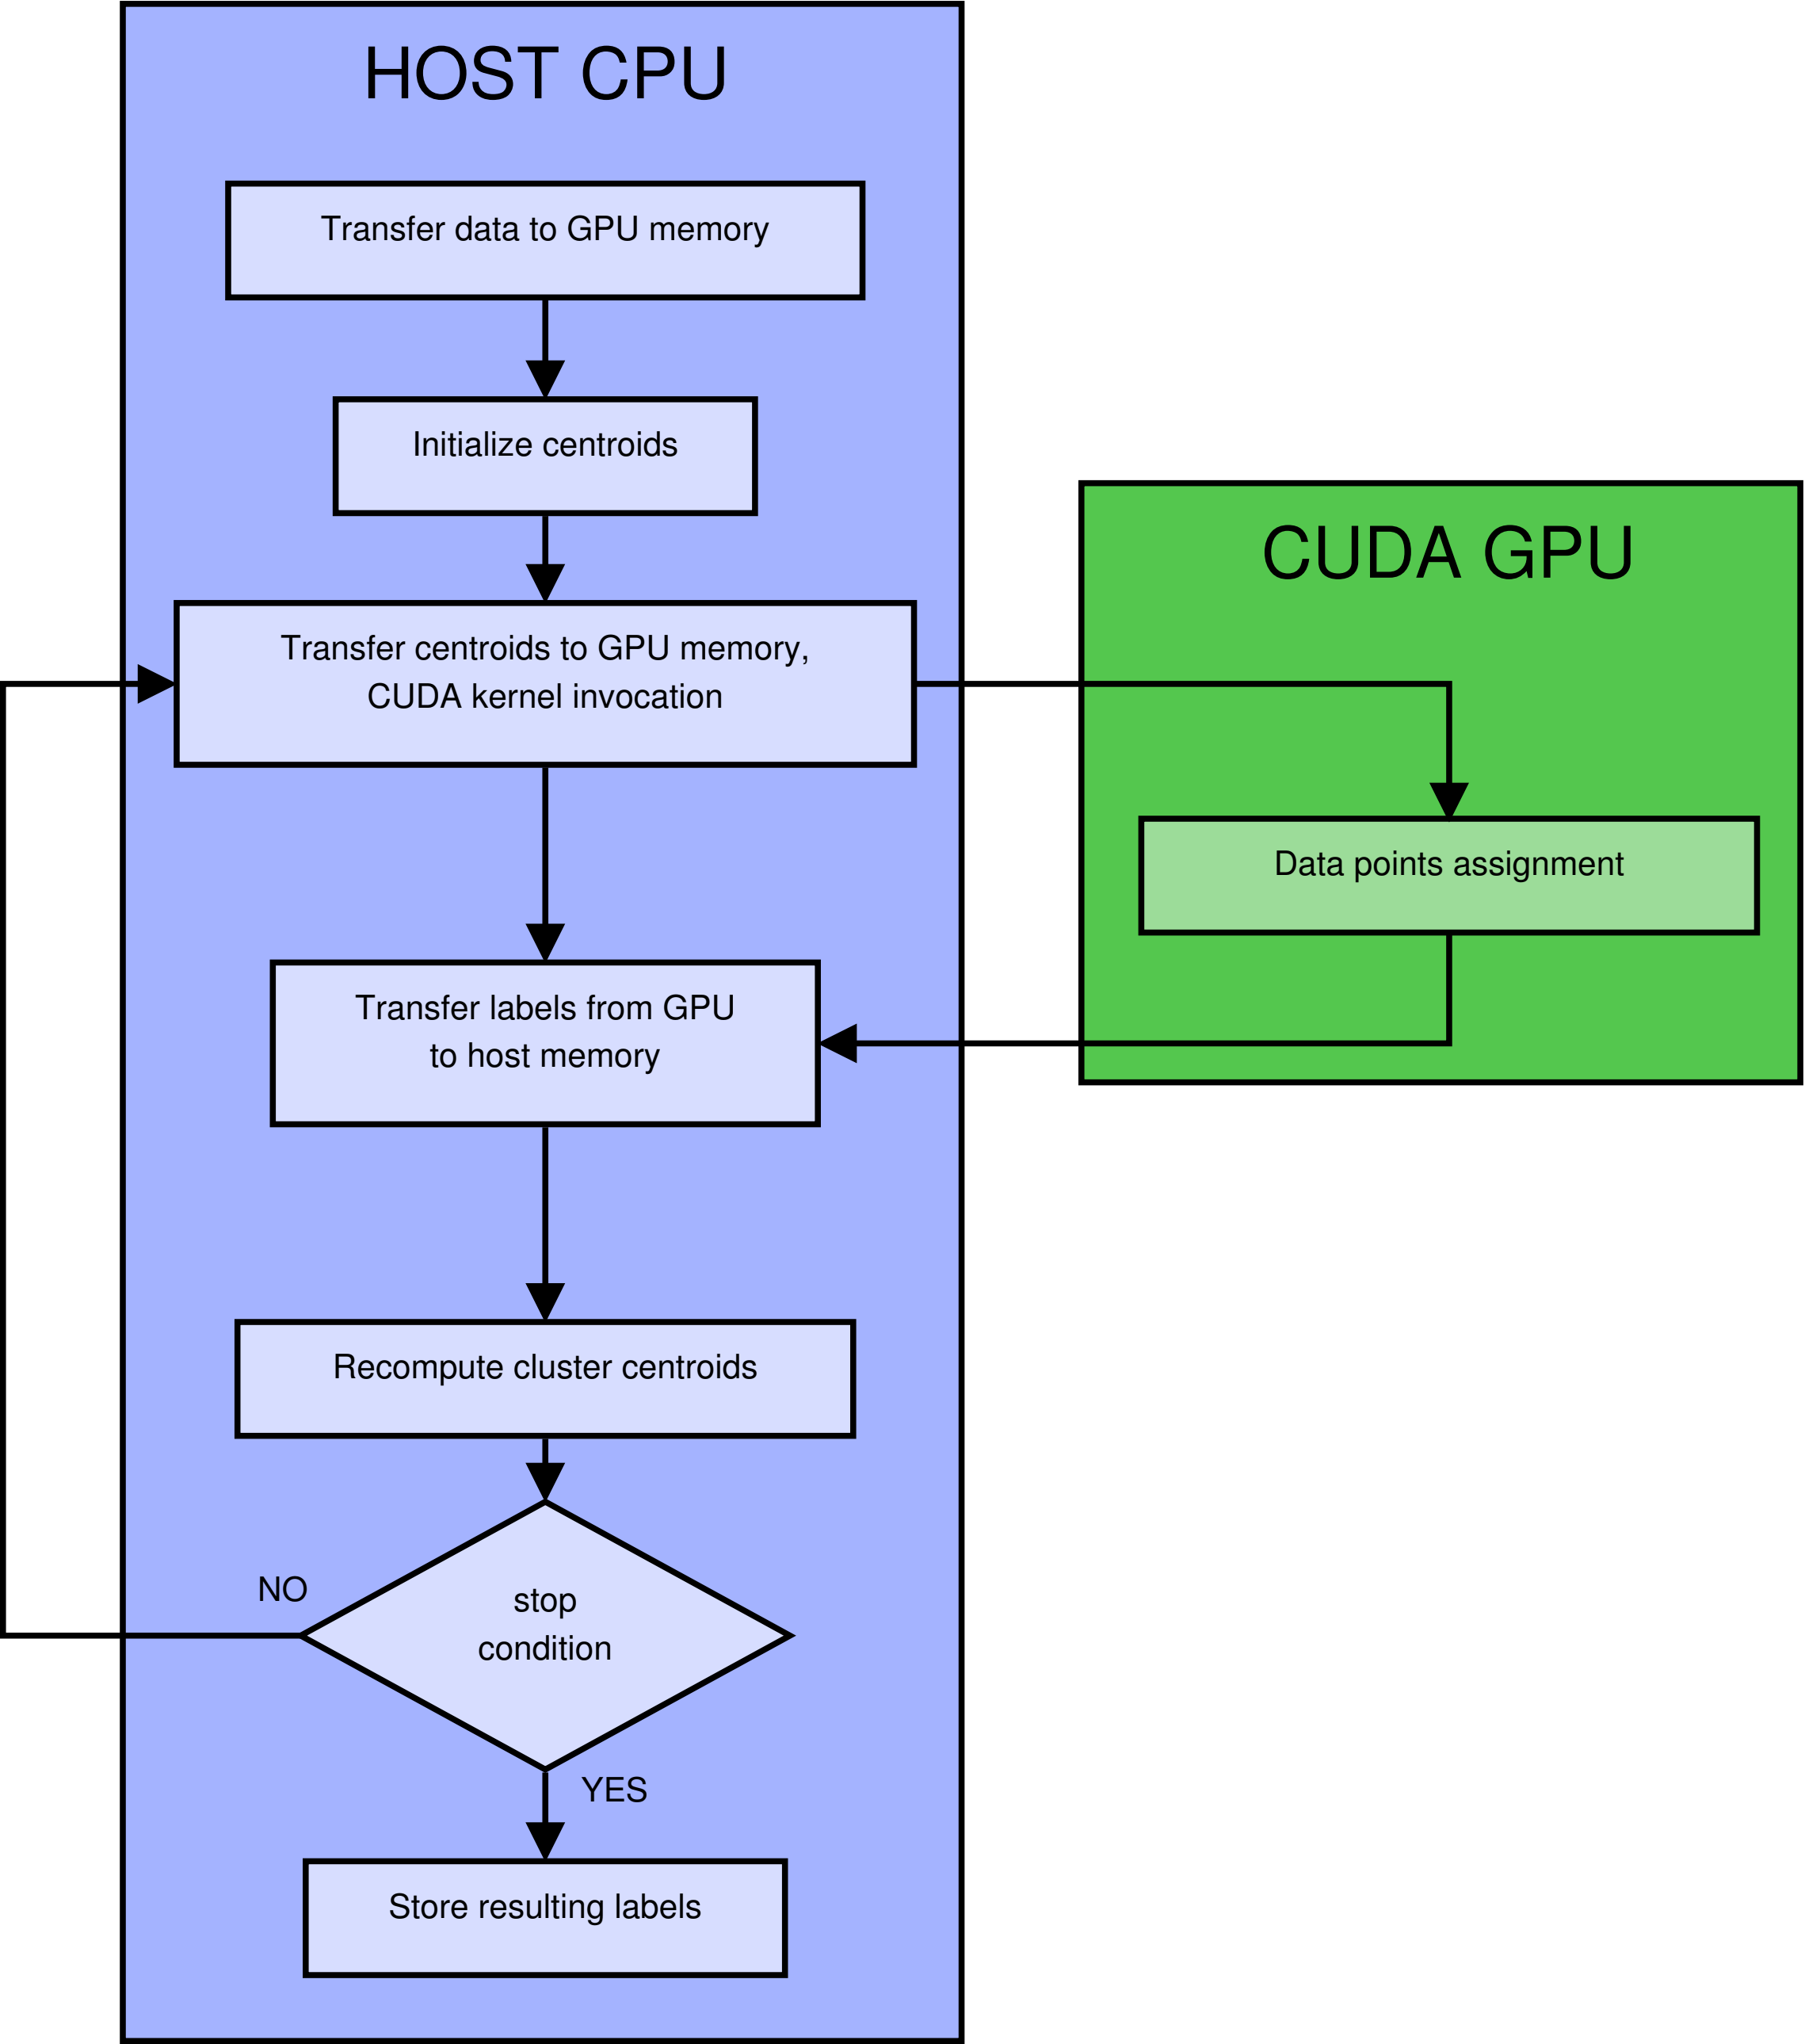 HOST CPU
Transfer data to GPU memory
Initialize centroids
CUDA GPU
Transfer centroids to GPU memory,
CUDA kernel invocation
Data points assignment
Transfer labels from GPU
to host memory
Recompute cluster centroids
NO
stop
condition
YES
Store resulting labels